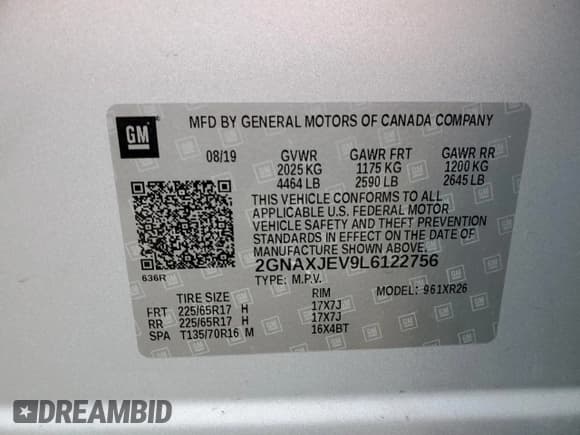 GM
MFD BY GENERAL MOTORS OF CANADA COMPANY
08/19 GVWR GAWR FRT GAWR RR
2025 KG 1175 KG 1200 KG
4464 LB 2590 LB 2645 LB
THIS VEHICLE CONFORMS TO ALL
APPLICABLE U.S. FEDERAL MOTOR
VEHICLE SAFETY AND THEFT PREVENTION
STANDARDS IN EFFECT ON THE DATE OF
MANUFACTURE SHOWN ABOVE.
2GNAXJEV9L6122756
636R
TYPE: M.P.V. MODEL: 961XR26
TIRE SIZE RIM
FRT 225/65R17 H 17X7J
RR 225/65R17 H 17X7J
SPA T135/70R16 M 16X4BT
DREAMBID